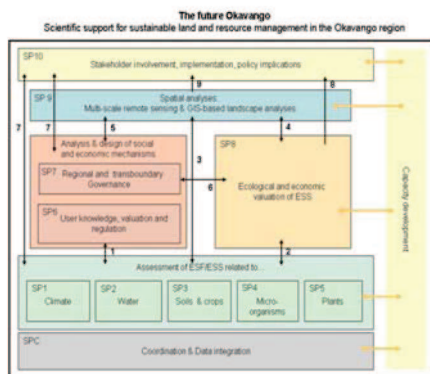 The future Okavango
Scientific support for sustainable land and resource management in the Okavango region
SP10
Stakeholder involvement, implementation, policy implications
9
8
SP 9
Spatial analyses:
Multi-scale remote sensing & GIS-based landscape analyses
7
7
5
3
4
Analysis & design of social
and economic mechanisms
SP7
Regional and transboundary
Governance
SP8
Ecological and economic
valuation of ESS
6
SP6
User knowledge, valuation and
regulation
1
2
Assessment of ESF/ESS related to...
SP1
Climate
SP2
Water
SP3
Soils & crops
SP4
Micro-
organisms
SP5
Plants
SPC
Coordination & Data integration
Capacity development